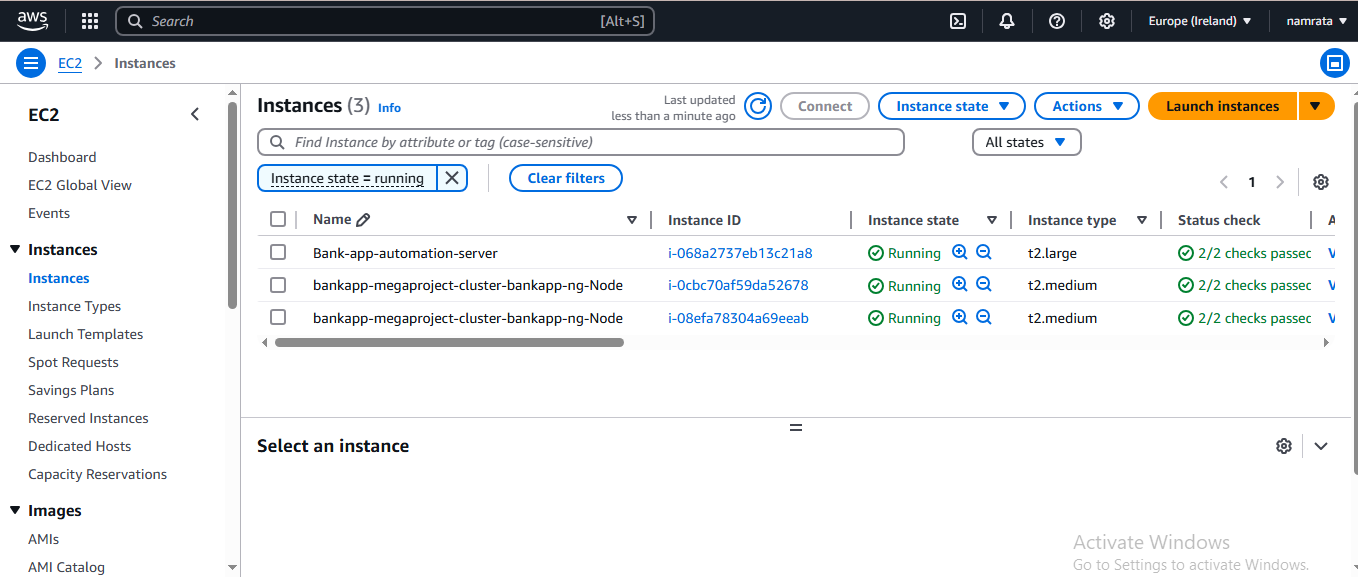 aws Search [Alt+S] Europe (Ireland) namrata
EC2 Instances
EC2
Dashboard
EC2 Global View
Events
Instances
Instances
Instance Types
Launch Templates
Spot Requests
Savings Plans
Reserved Instances
Dedicated Hosts
Capacity Reservations
Images
AMIs
AMI Catalog
Instances (3) Info
Last updated
less than a minute ago
Connect Instance state Actions Launch instances
Find Instance by attribute or tag (case-sensitive) All states
Instance state = running Clear filters
1
Name Instance ID Instance state Instance type Status check A
Bank-app-automation-server i-068a2737eb13c21a8 Running t2.large 2/2 checks passec V
bankapp-megaproject-cluster-bankapp-ng-Node i-0cbc70af59da52678 Running t2.medium 2/2 checks passec V
bankapp-megaproject-cluster-bankapp-ng-Node i-08efa78304a69eeab Running t2.medium 2/2 checks passec V
Select an instance
Activate Windows
Go to Settings to activate Windows.